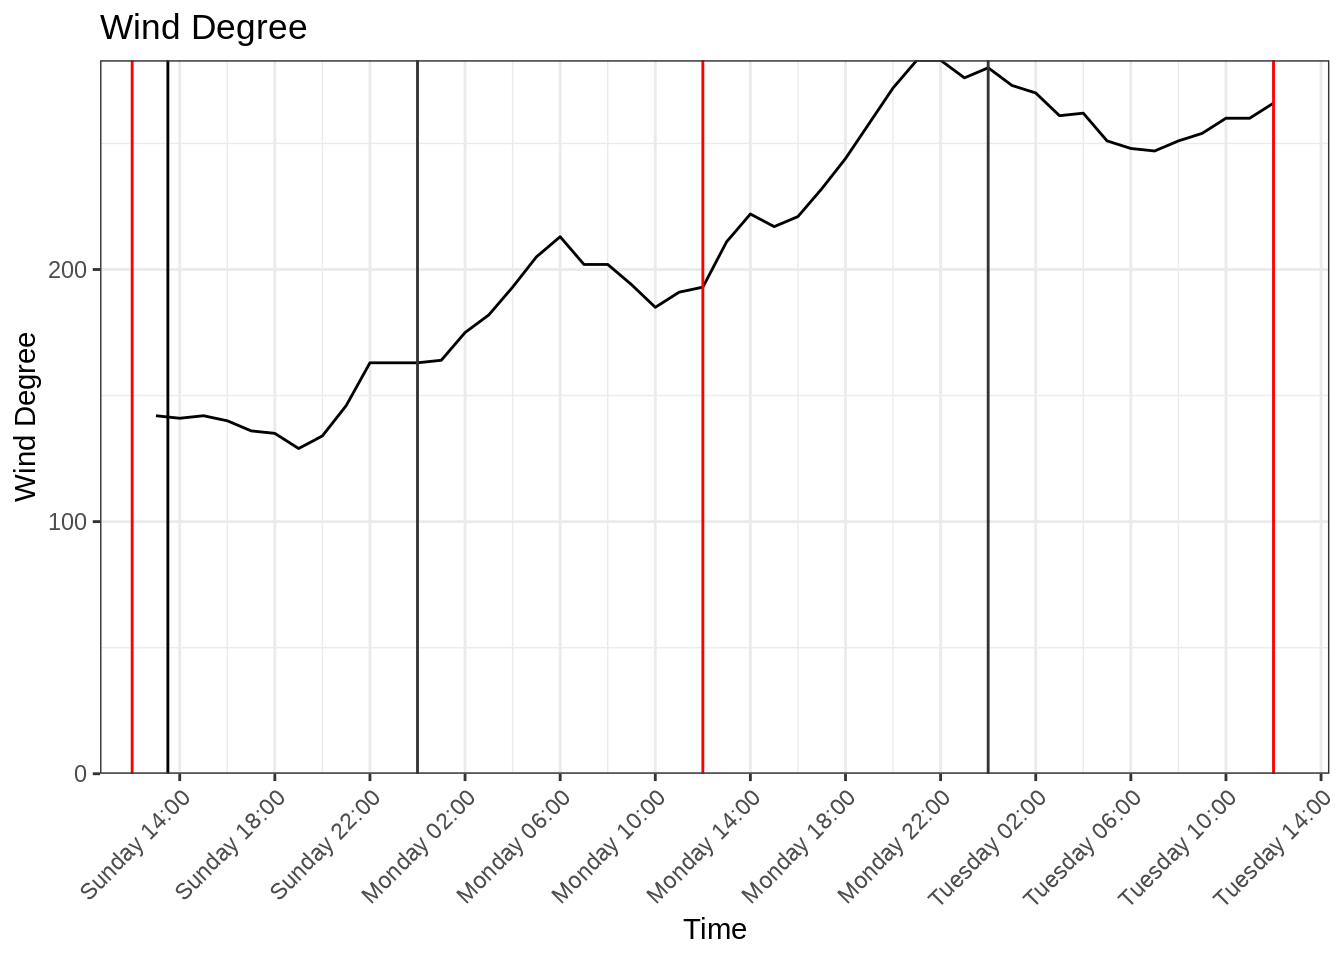 Wind Degree
Wind Degree
200
100
0
Sunday 14:00
Sunday 18:00
Sunday 22:00
Monday 02:00
Monday 06:00
Monday 10:00
Monday 14:00
Monday 18:00
Monday 22:00
Tuesday 02:00
Tuesday 06:00
Tuesday 10:00
Tuesday 14:00
Time